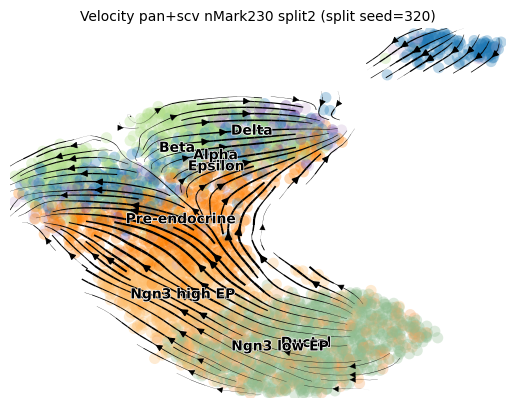 Velocity pan+scv nMark230 split2 (split seed=320)
Delta
Beta
Alpha
Epsilon
Pre-endocrine
Ngn3 high EP
Ductal
Ngn3 low EP